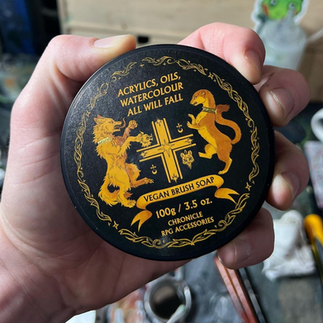 ACRYLICS, OILS,
WATERCOLOUR
ALL WILL FALL
VEGAN BRUSH SOAP
100g / 3.5 oz.
CHRONICLE
RPG ACCESSORIES